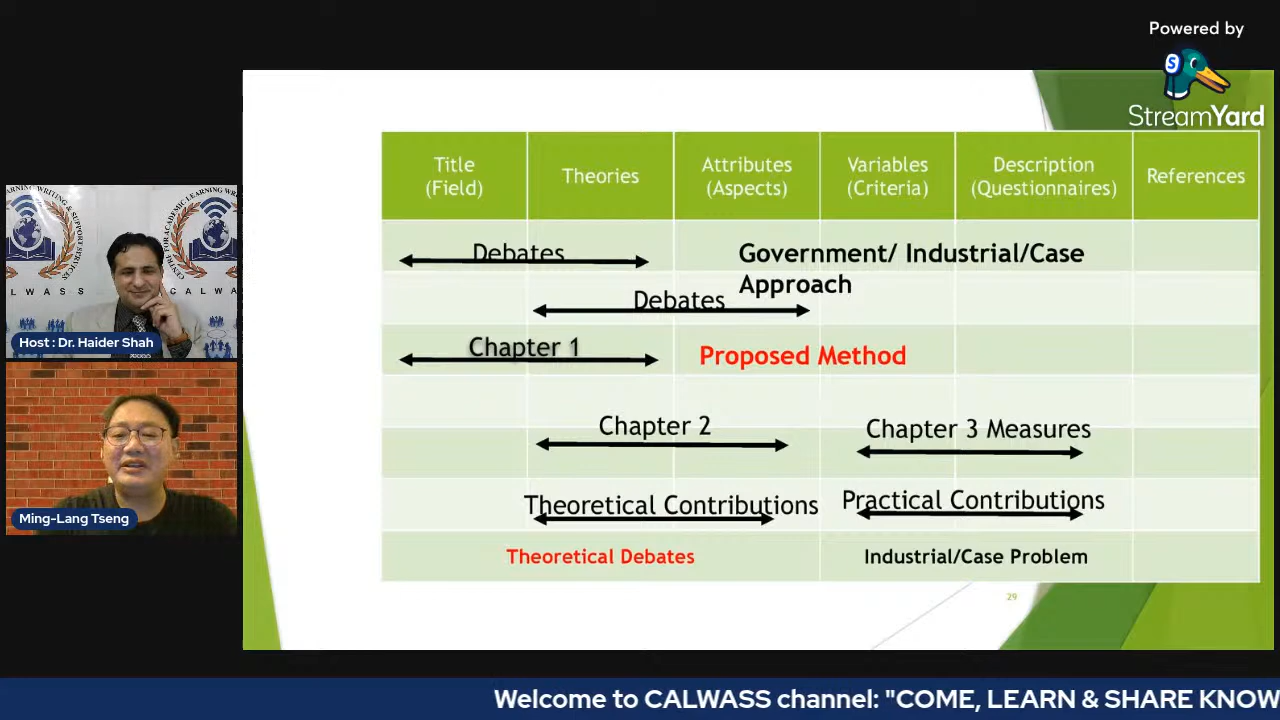 Powered by
StreamYard
Title
(Field)
Theories
Attributes
(Aspects)
Variables
(Criteria)
Description
(Questionnaires)
References
Debates
Government/ Industrial/Case
Approach
Debates
Chapter 1
Proposed Method
Chapter 2
Chapter 3 Measures
Theoretical Contributions
Practical Contributions
Theoretical Debates
Industrial/Case Problem
29
Host : Dr. Haider Shah
Ming-Lang Tseng
Welcome to CALWASS channel: "COME, LEARN & SHARE KNOW